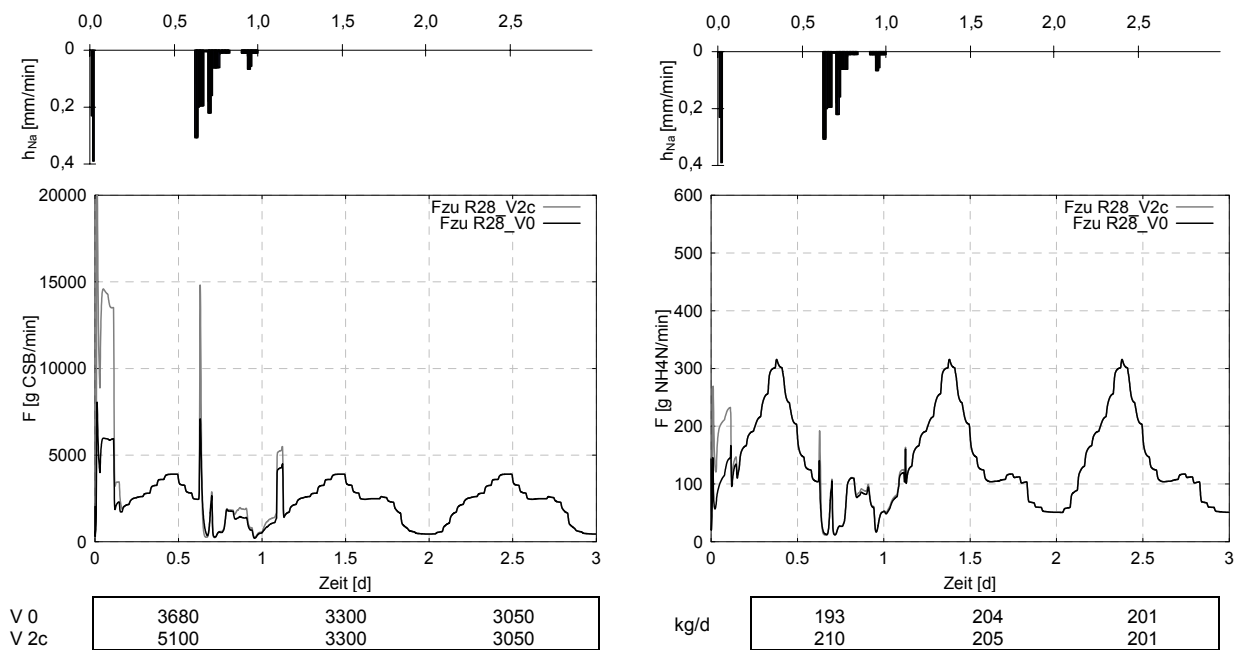 0,0 0,5 1,0 1,5 2,0 2,5
0
0,2
0,4
hNa [mm/min]
20000
15000
10000
5000
0
F [g CSB/min]
Fzu R28_V2c
Fzu R28_V0
0 0.5 1 1.5 2 2.5 3
Zeit [d]
V 0 3680 3300 3050
V 2c 5100 3300 3050
0,0 0,5 1,0 1,5 2,0 2,5
0
0,2
0,4
hNa [mm/min]
600
500
400
300
200
100
0
F [g NH4N/min]
Fzu R28_V2c
Fzu R28_V0
0 0.5 1 1.5 2 2.5 3
Zeit [d]
kg/d
193 204 201
210 205 201